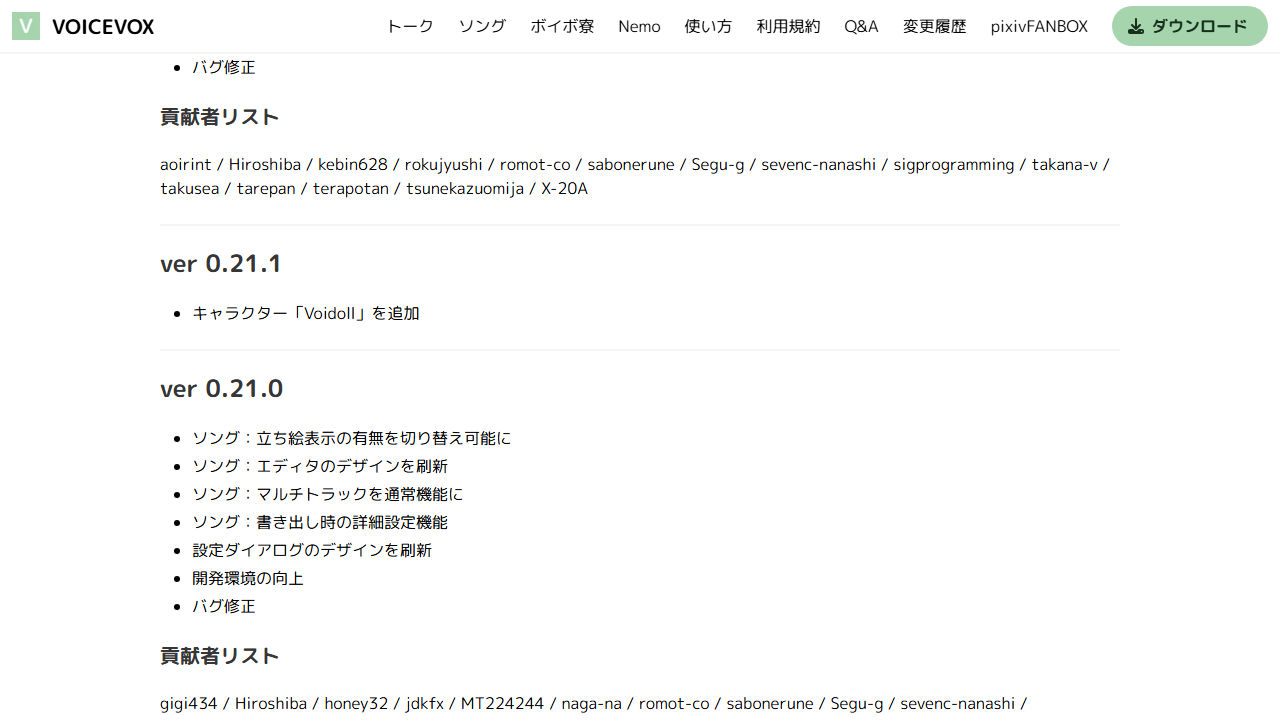 V VOICEVOX トーク ソング ボイボ寮 Nemo 使い方 利用規約 Q&A 変更履歴 pixivFANBOX ダウンロード
バグ修正
貢献者リスト
aoirint / Hiroshiba / kebin628 / rokujyushi / romot-co / sabonerune / Segu-g / sevenc-nanashi / sigprogramming / takana-v /
takusea / tarepan / terapotan / tsunekazuomija / X-20A
ver 0.21.1
キャラクター「Voidoll」を追加
ver 0.21.0
ソング：立ち絵表示の有無を切り替え可能に
ソング：エディタのデザインを刷新
ソング：マルチトラックを通常機能に
ソング：書き出し時の詳細設定機能
設定ダイアログのデザインを刷新
開発環境の向上
バグ修正
貢献者リスト
gigi434 / Hiroshiba / honey32 / jdkfx / MT224244 / naga-na / romot-co / sabonerune / Segu-g / sevenc-nanashi /